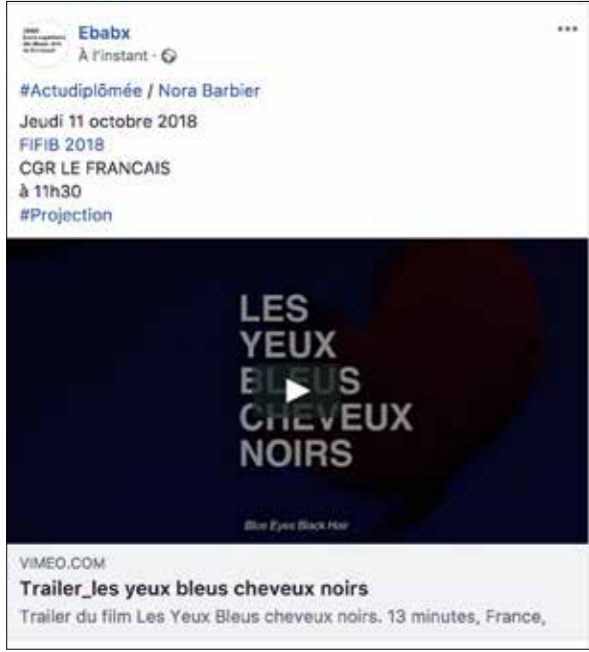 Ebabx
À l'instant ·
#Actudiplômée / Nora Barbier
Jeudi 11 octobre 2018
FIFIB 2018
CGR LE FRANCAIS
à 11h30
#Projection
LES
YEUX
BLEUS
CHEVEUX
NOIRS
Blue Eyes Black Hair
VIMEO.COM
Trailer_les yeux bleus cheveux noirs
Trailer du film Les Yeux Bleus cheveux noirs. 13 minutes, France,